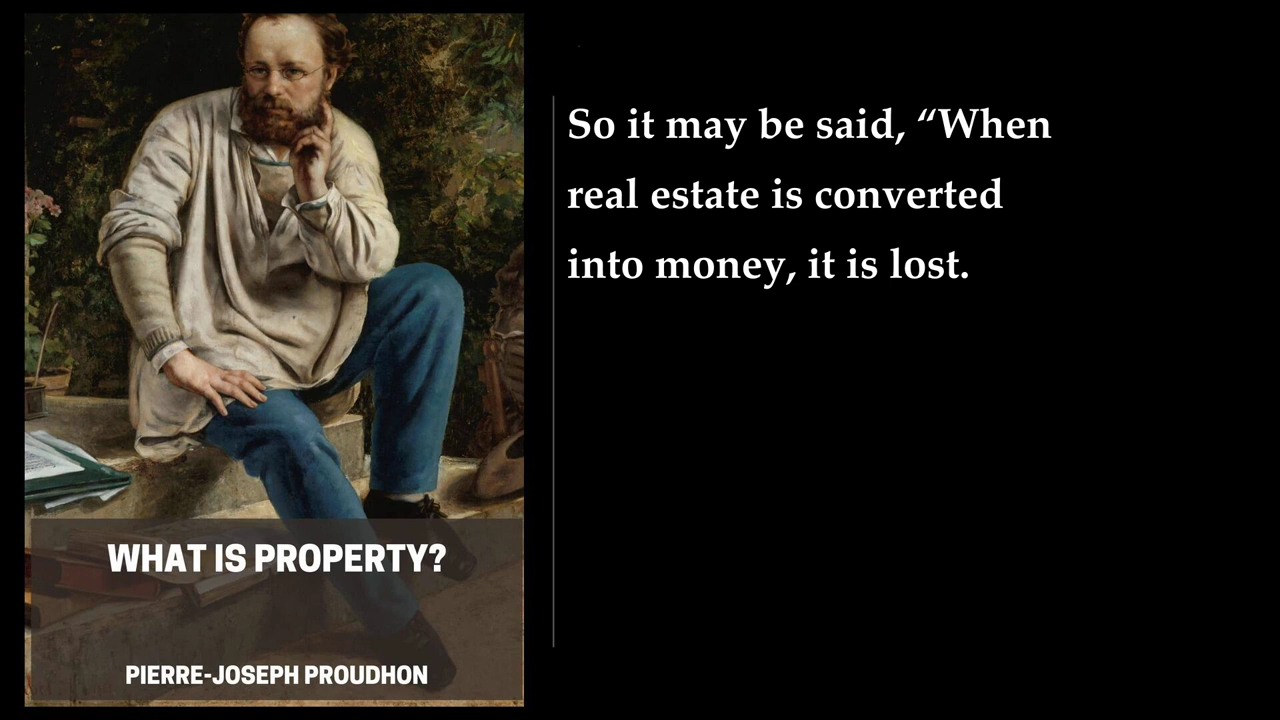 So it may be said, “When
real estate is converted
into money, it is lost.
WHAT IS PROPERTY?
PIERRE-JOSEPH PROUDHON